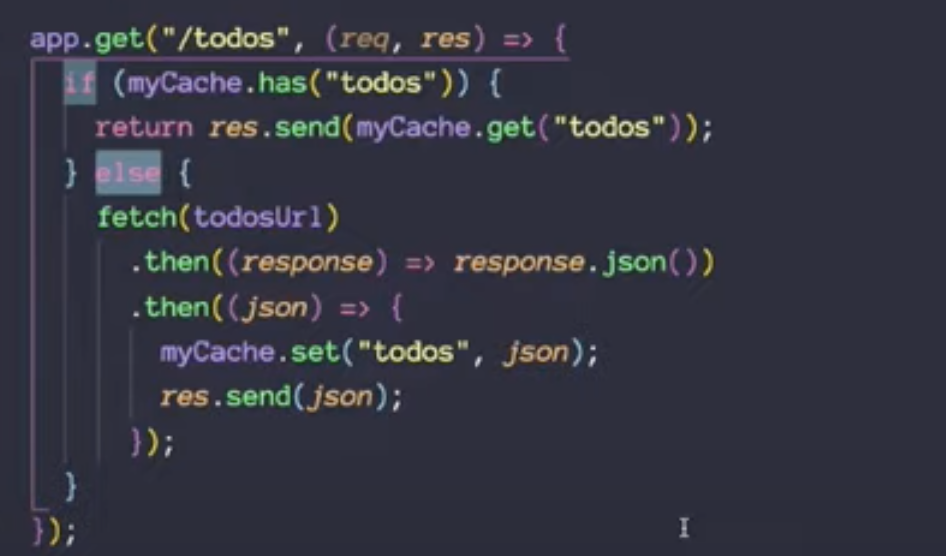 app.get("/todos", (req, res) => {
if (myCache.has("todos")) {
return res.send(myCache.get("todos"));
} else {
fetch(todosUrl)
.then((response) => response.json())
.then((json) => {
myCache.set("todos", json);
res.send(json);
});
}
});